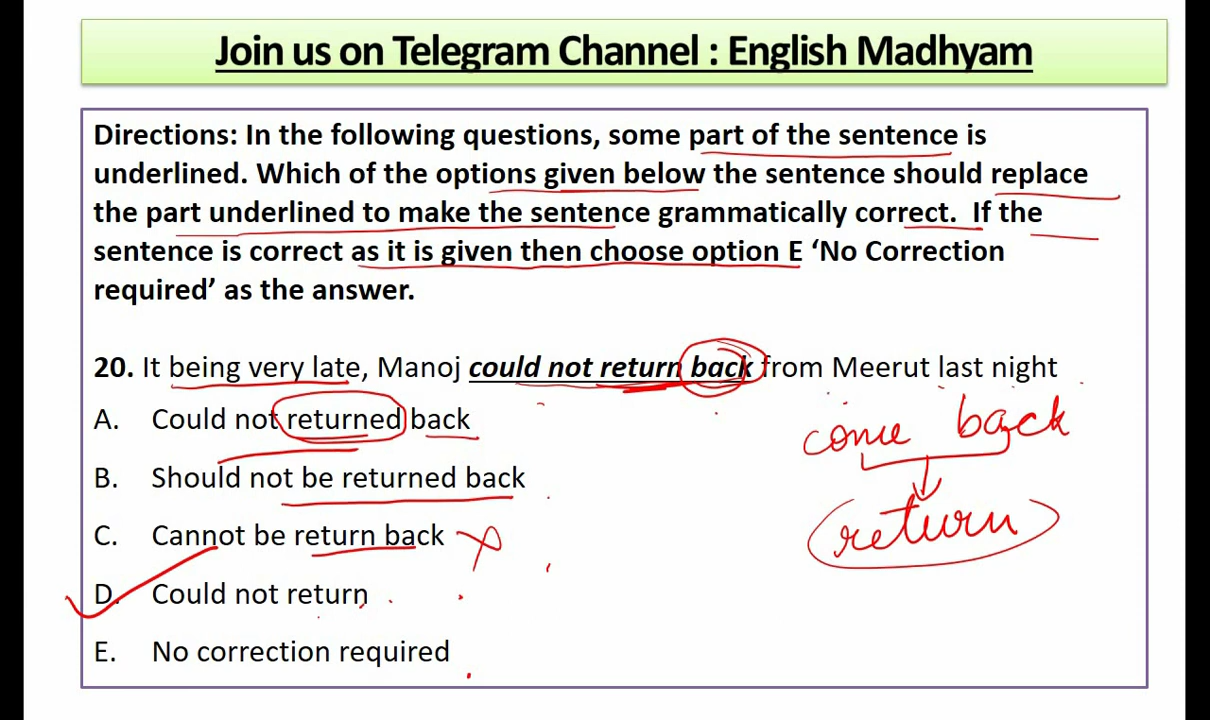 Join us on Telegram Channel : English Madhyam
Directions: In the following questions, some part of the sentence is
underlined. Which of the options given below the sentence should replace
the part underlined to make the sentence grammatically correct. If the
sentence is correct as it is given then choose option E ‘No Correction
required’ as the answer.
20. It being very late, Manoj could not return back from Meerut last night
A. Could not returned back
B. Should not be returned back
C. Cannot be return back
D. Could not return
E. No correction required
come back
return